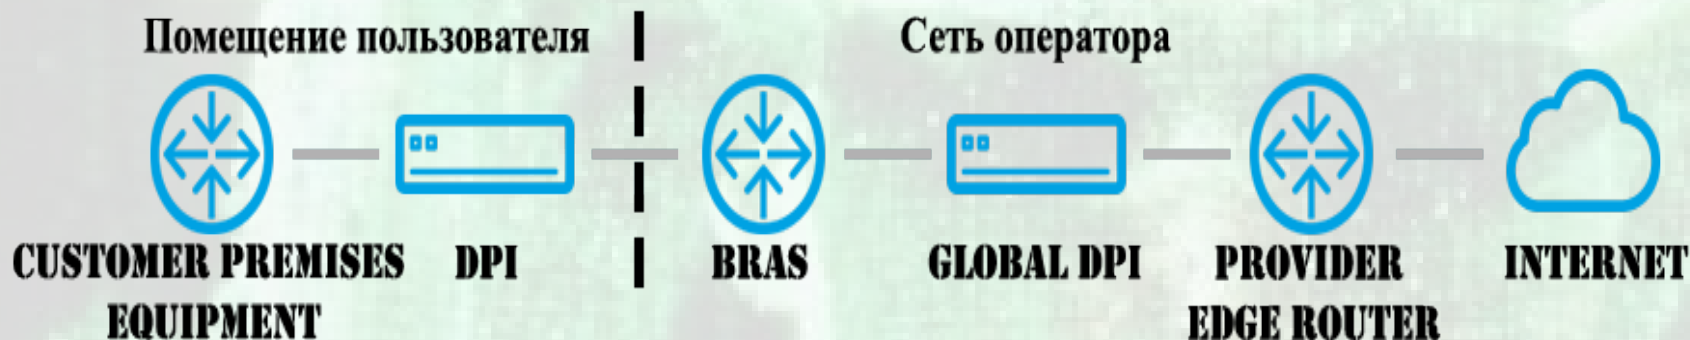 Помещение пользователя
Сеть оператора
CUSTOMER PREMISES
EQUIPMENT
DPI
BRAS
GLOBAL DPI
PROVIDER
EDGE ROUTER
INTERNET